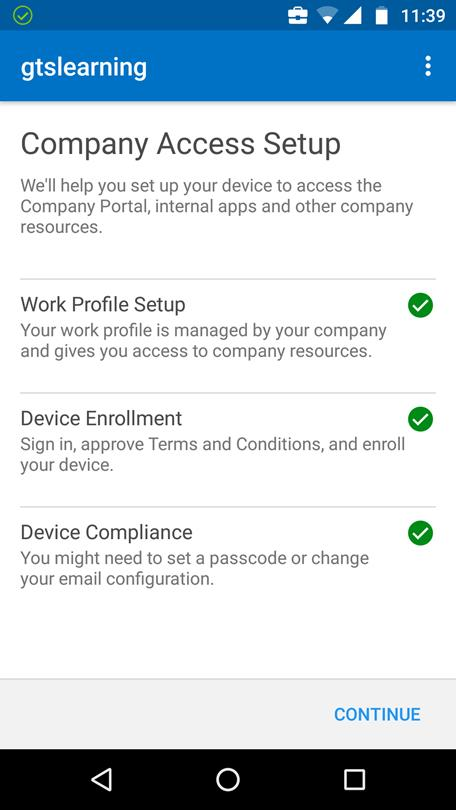 11:39
gtslearning
Company Access Setup
We'll help you set up your device to access the
Company Portal, internal apps and other company
resources.
Work Profile Setup
Your work profile is managed by your company
and gives you access to company resources.
Device Enrollment
Sign in, approve Terms and Conditions, and enroll
your device.
Device Compliance
You might need to set a passcode or change
your email configuration.
CONTINUE